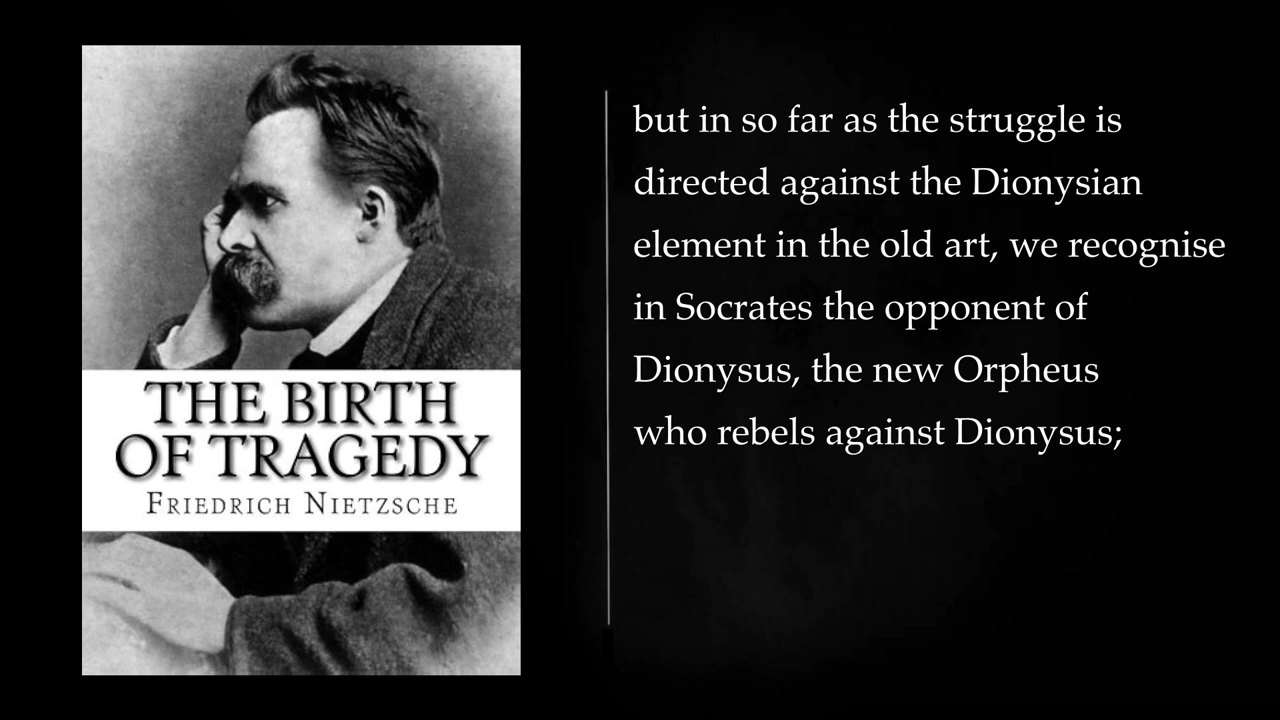 THE BIRTH
OF TRAGEDY
FRIEDRICH NIETZSCHE
but in so far as the struggle is
directed against the Dionysian
element in the old art, we recognise
in Socrates the opponent of
Dionysus, the new Orpheus
who rebels against Dionysus;